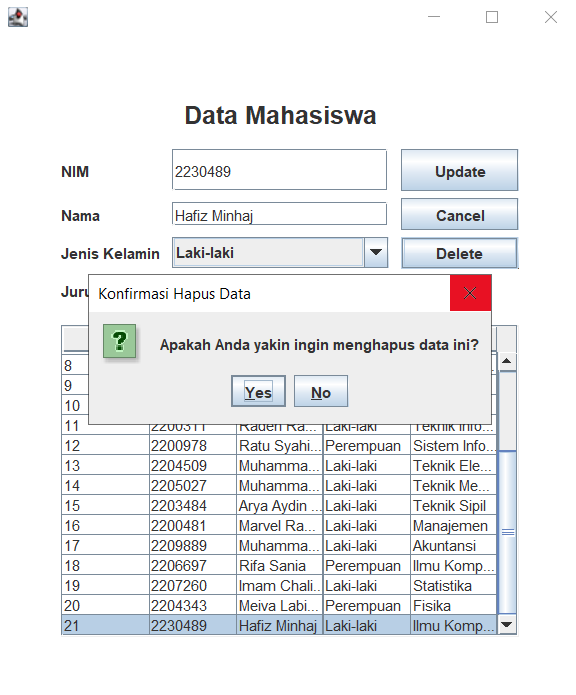 Data Mahasiswa
NIM 2230489 Update
Nama Hafiz Minhaj Cancel
Jenis Kelamin Laki-laki Delete
Konfirmasi Hapus Data
?
Apakah Anda yakin ingin menghapus data ini?
Yes No
8
9
10
11 2200311 Raden Ra... Laki-laki Teknik Info...
12 2200978 Ratu Syahi... Perempuan Sistem Info...
13 2204509 Muhamma... Laki-laki Teknik Ele...
14 2205027 Muhamma... Laki-laki Teknik Me...
15 2203484 Arya Aydin ... Laki-laki Teknik Sipil
16 2200481 Marvel Ra... Laki-laki Manajemen
17 2209889 Muhamma... Laki-laki Akuntansi
18 2206697 Rifa Sania Perempuan Ilmu Komp...
19 2207260 Imam Chali... Laki-laki Statistika
20 2204343 Meiva Labi... Perempuan Fisika
21 2230489 Hafiz Minhaj Laki-laki Ilmu Komp...